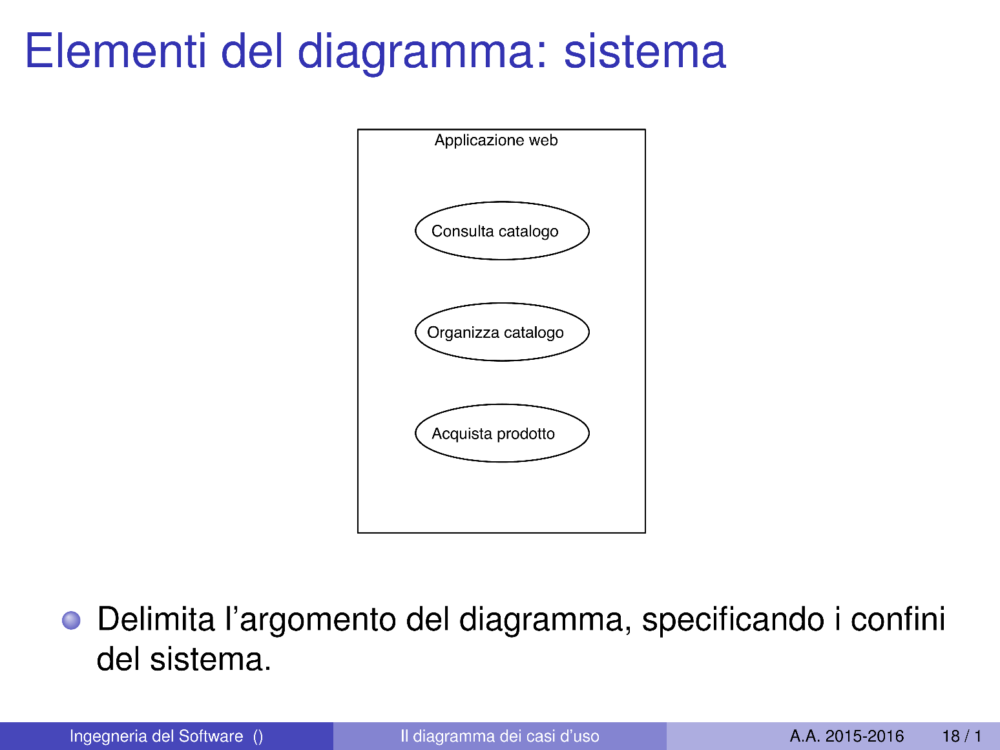 Elementi del diagramma: sistema
Applicazione web
Consulta catalogo
Organizza catalogo
Acquista prodotto
Delimita l'argomento del diagramma, specificando i confini
del sistema.
Ingegneria del Software () Il diagramma dei casi d'uso A.A. 2015-2016 18 / 1